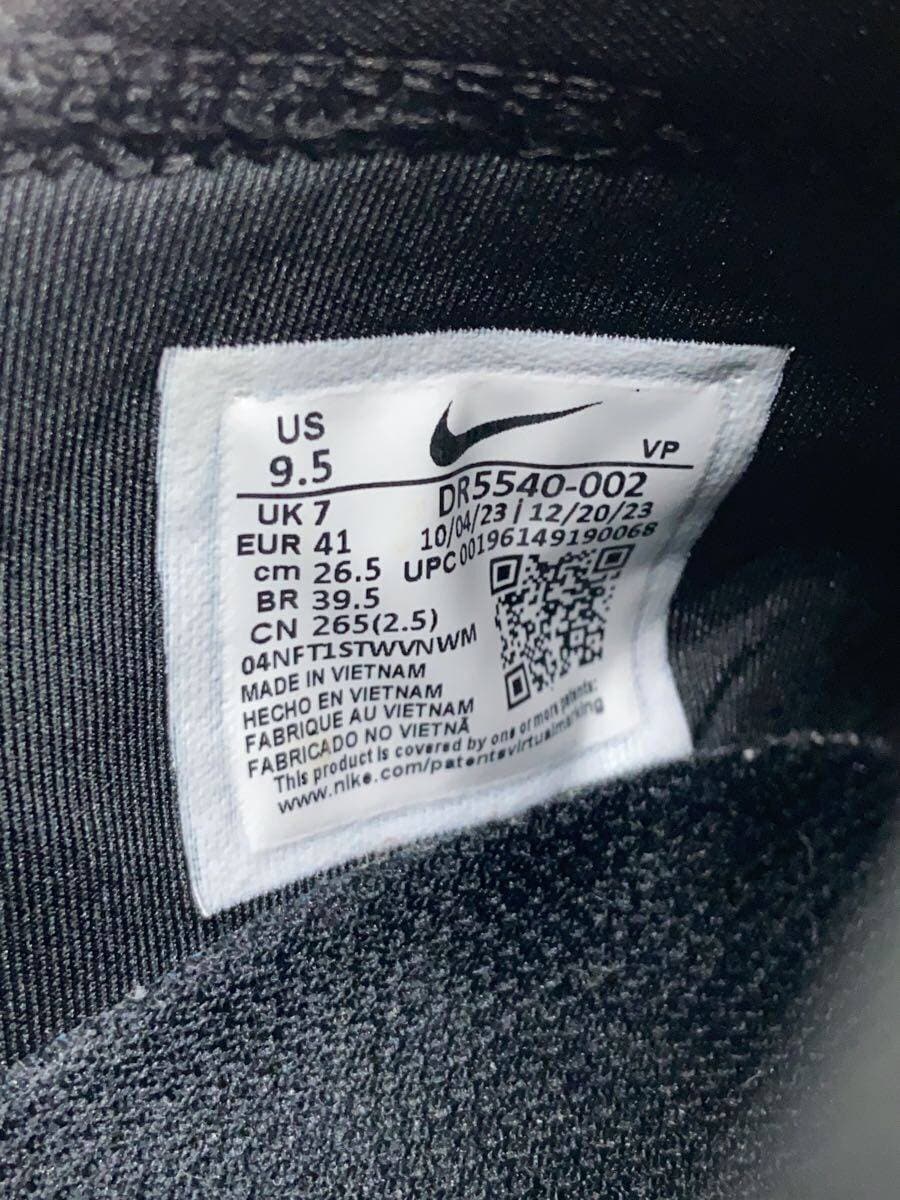 US
9.5
VP
UK 7
DR5540-002
EUR 41
10/04/23 | 12/20/23
cm 26.5
UPC 00196149190068
BR 39.5
CN 265(2.5)
04NFT1STWVNWM
MADE IN VIETNAM
HECHO EN VIETNAM
FABRIQUE AU VIETNAM
FABRICADO NO VIETNÃ
This product is covered by one or more patents:
www.nike.com/patentsvirtualmarking